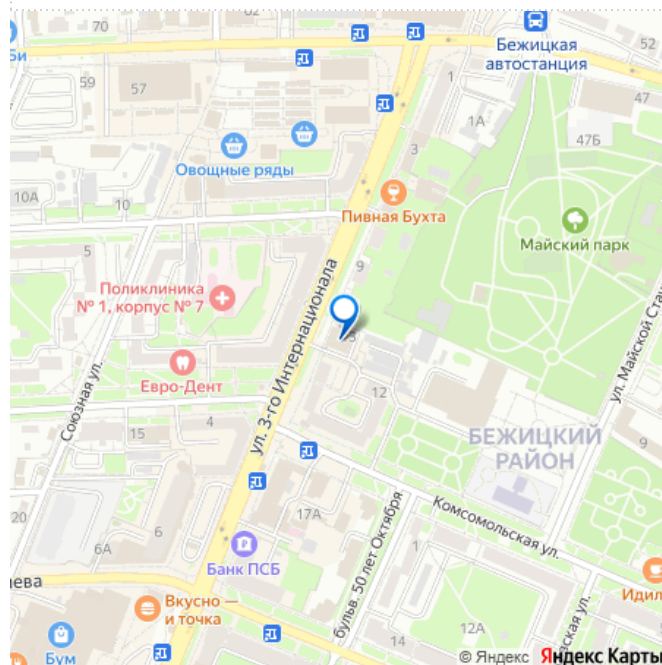 70
52
Би
Бежицкая
автостанция
59
57
1
1А
47
47Б
3
Овощные ряды
10А
10
Пивная Бухта
Майский парк
5
9
Поликлиника
№ 1, корпус № 7
ул. 3-го Интернационала
Евро-Дент
12
Союзная ул.
15
4
БЕЖИЦКИЙ
РАЙОН
9
20
17А
Комсомольская ул.
6
6А
Банк ПСБ
бульв. 50 лет Октября
Вкусно —
и точка
Бум
14
12А
© Яндекс Яндекс Карты